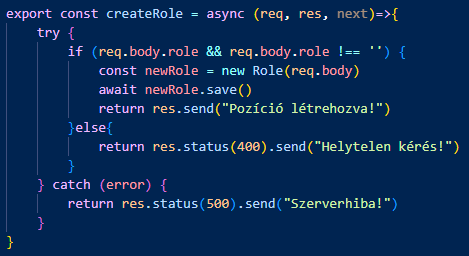 export const createRole = async (req, res, next)=>{
    try {
        if (req.body.role && req.body.role !== '') {
            const newRole = new Role(req.body)
            await newRole.save()
            return res.send("Pozíció létrehozva!")
        }else{
            return res.status(400).send("Helytelen kérés!")
        }
    } catch (error) {
        return res.status(500).send("Szerverhiba!")
    }
}